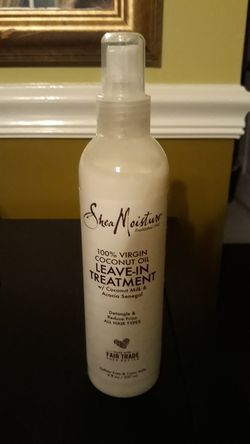 SheaMoisture
100% VIRGIN
COCONUT OIL
LEAVE-IN
TREATMENT
w/ Coconut Milk &
Acacia Senegal
Detangle &
Reduce Frizz
ALL HAIR TYPES
FAIR TRADE